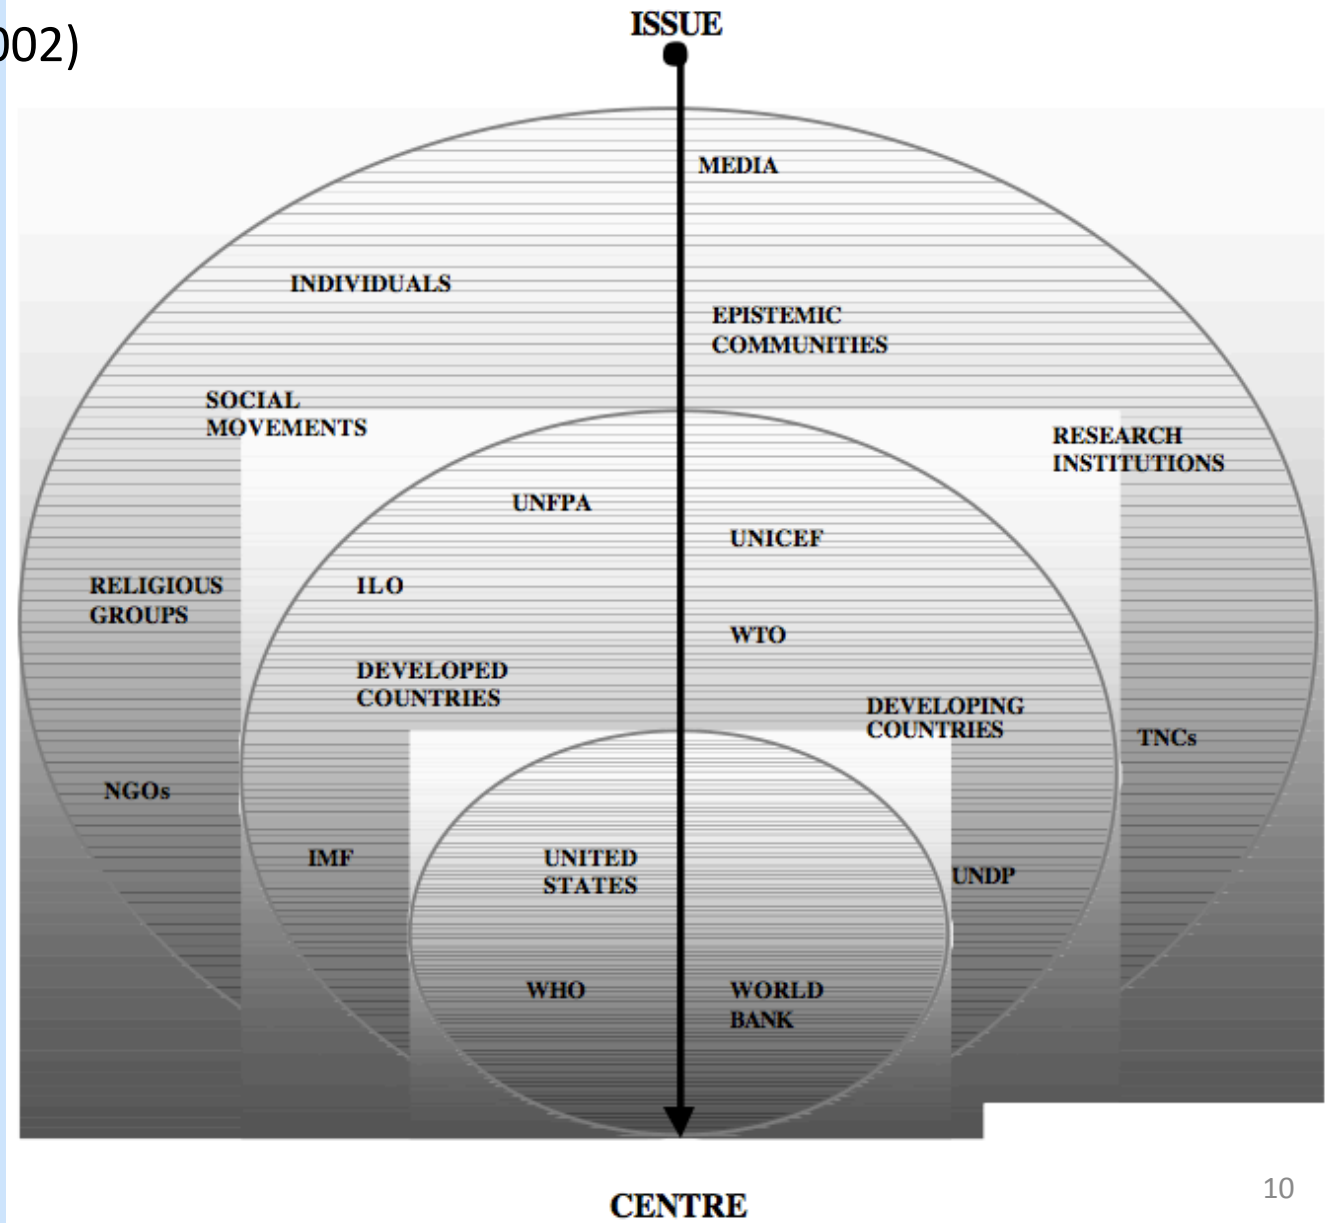 ISSUE
002)
MEDIA
INDIVIDUALS
EPISTEMIC
COMMUNITIES
SOCIAL
MOVEMENTS
RESEARCH
INSTITUTIONS
UNFPA
UNICEF
RELIGIOUS
GROUPS
ILO
WTO
DEVELOPED
COUNTRIES
DEVELOPING
COUNTRIES
TNCs
NGOs
IMF
UNITED
STATES
UNDP
WHO
WORLD
BANK
CENTRE
10